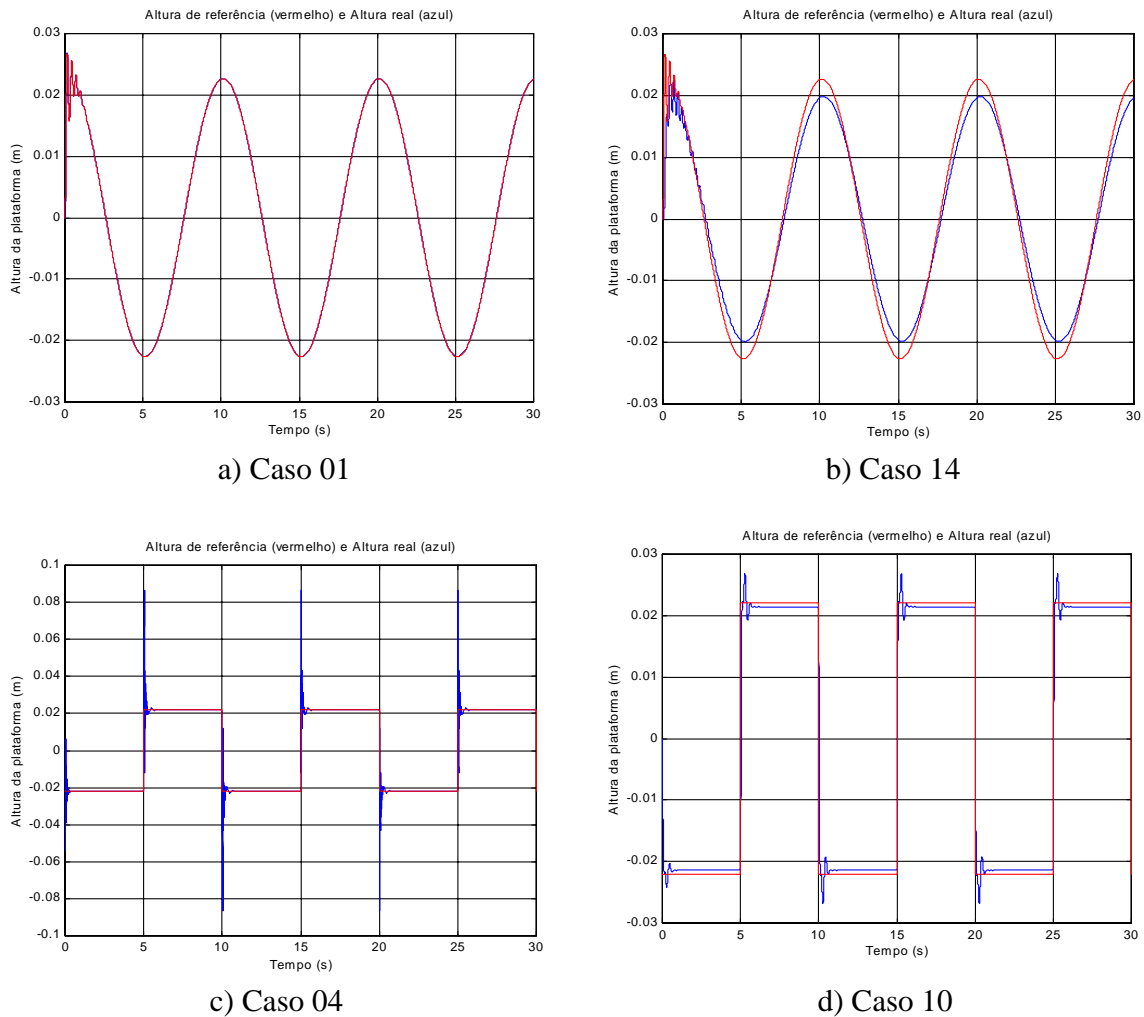 Altura de referência (vermelho) e Altura real (azul)
0.03
0.02
0.01
0
-0.01
-0.02
-0.03
Altura da plataforma (m)
0 5 10 15 20 25 30
Tempo (s)
a) Caso 01
Altura de referência (vermelho) e Altura real (azul)
0.03
0.02
0.01
0
-0.01
-0.02
-0.03
Altura da plataforma (m)
0 5 10 15 20 25 30
Tempo (s)
b) Caso 14
Altura de referência (vermelho) e Altura real (azul)
0.1
0.08
0.06
0.04
0.02
0
-0.02
-0.04
-0.06
-0.08
-0.1
Altura da plataforma (m)
0 5 10 15 20 25 30
Tempo (s)
c) Caso 04
Altura de referência (vermelho) e Altura real (azul)
0.03
0.02
0.01
0
-0.01
-0.02
-0.03
Altura da plataforma (m)
0 5 10 15 20 25 30
Tempo (s)
d) Caso 10